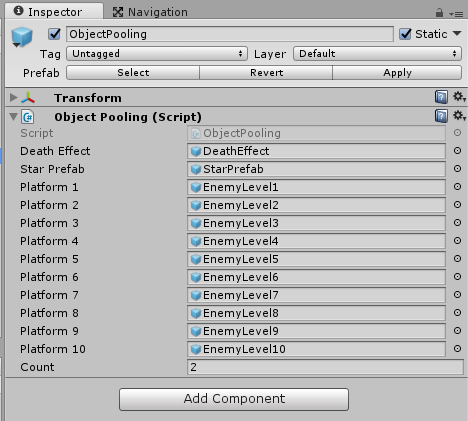 Inspector Navigation
ObjectPooling Static
Tag Untagged Layer Default
Prefab Select Revert Apply
Transform
Object Pooling (Script)
Script ObjectPooling
Death Effect DeathEffect
Star Prefab StarPrefab
Platform 1 EnemyLevel1
Platform 2 EnemyLevel2
Platform 3 EnemyLevel3
Platform 4 EnemyLevel4
Platform 5 EnemyLevel5
Platform 6 EnemyLevel6
Platform 7 EnemyLevel7
Platform 8 EnemyLevel8
Platform 9 EnemyLevel9
Platform 10 EnemyLevel10
Count 2
Add Component